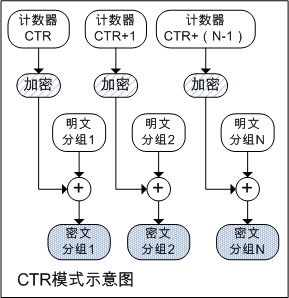 计数器 计数器 计数器
CTR CTR+1 CTR+（N-1）
加密 加密 加密
明文 明文 明文
分组1 分组2 分组N
+ + +
密文 密文 密文
分组1 分组2 分组N
CTR模式示意图